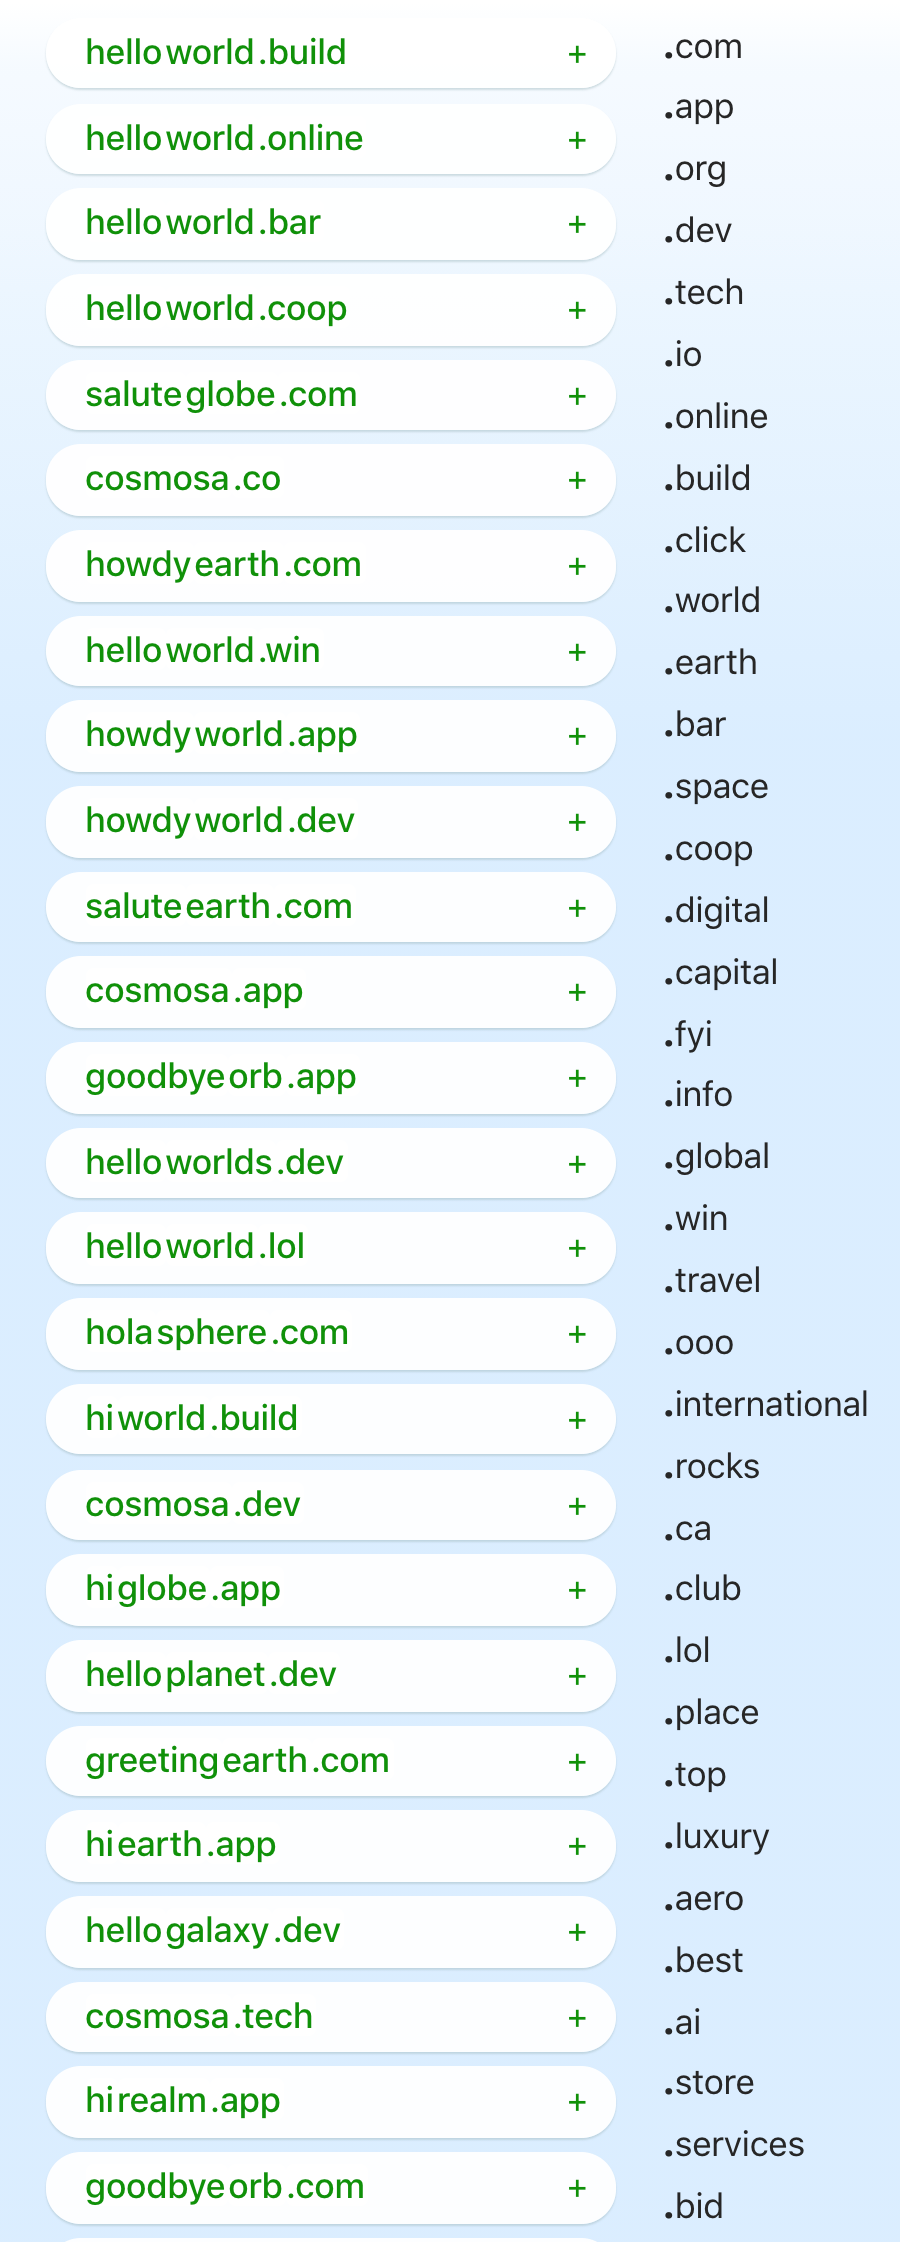 helloworld.build +
helloworld.online +
helloworld.bar +
helloworld.coop +
saluteglobe.com +
cosmosa.co +
howdyearth.com +
helloworld.win +
howdyworld.app +
howdyworld.dev +
saluteearth.com +
cosmosa.app +
goodbyeorb.app +
helloworlds.dev +
helloworld.lol +
holasphere.com +
hiworld.build +
cosmosa.dev +
higlobe.app +
helloplanet.dev +
greetingearth.com +
hiearth.app +
hellogalaxy.dev +
cosmosa.tech +
hirealm.app +
goodbyeorb.com +
.com
.app
.org
.dev
.tech
.io
.online
.build
.click
.world
.earth
.bar
.space
.coop
.digital
.capital
.fyi
.info
.global
.win
.travel
.ooo
.international
.rocks
.ca
.club
.lol
.place
.top
.luxury
.aero
.best
.ai
.store
.services
.bid